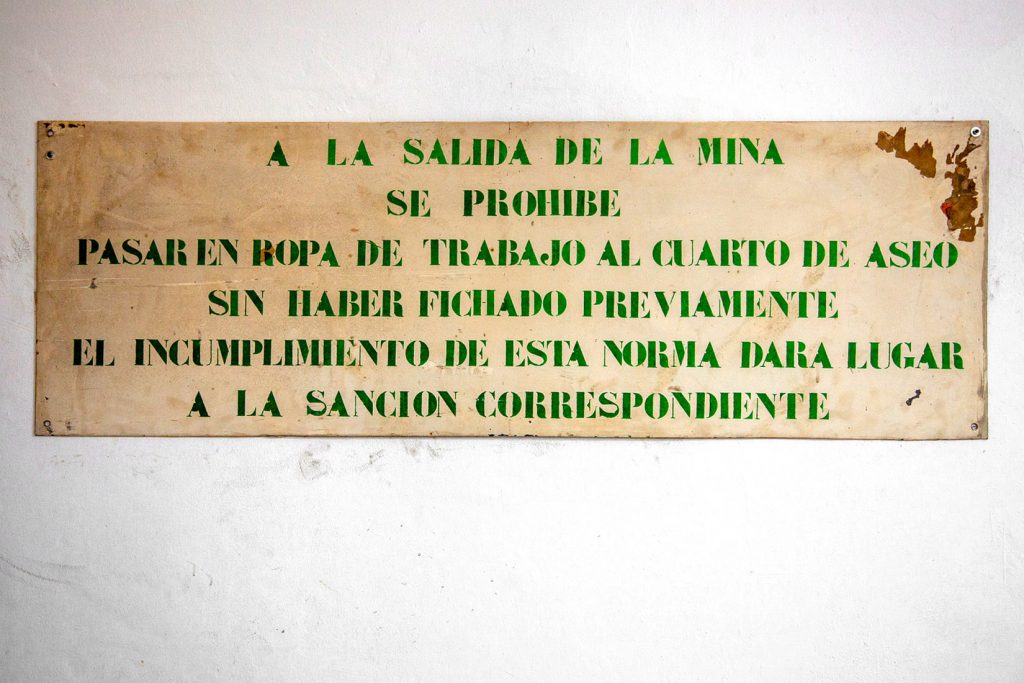 A LA SALIDA DE LA MINA
SE PROHIBE
PASAR EN ROPA DE TRABAJO AL CUARTO DE ASEO
SIN HABER FICHADO PREVIAMENTE
EL INCUMPLIMIENTO DE ESTA NORMA DARA LUGAR
A LA SANCION CORRESPONDIENTE